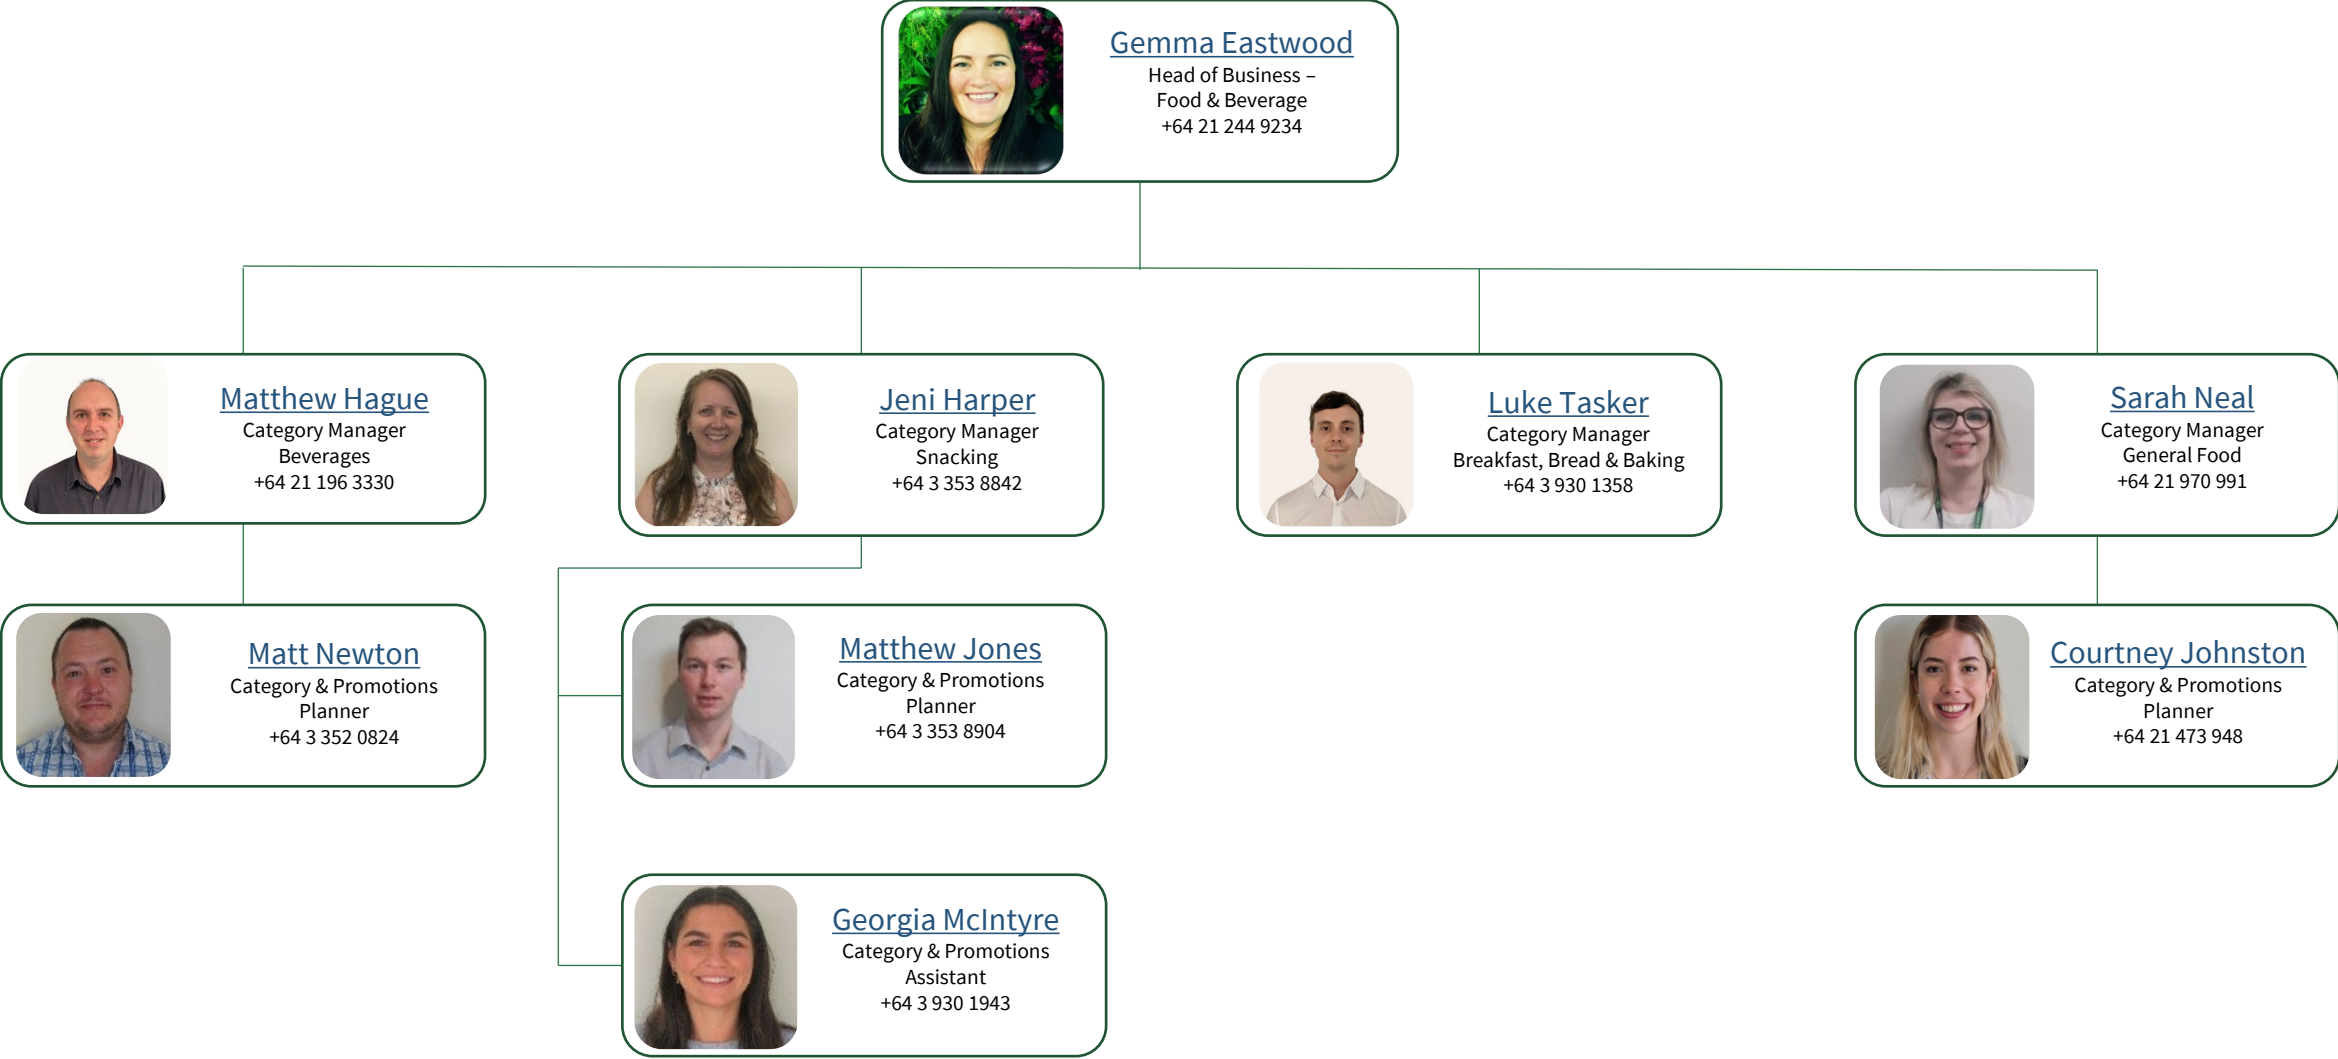 Gemma Eastwood
Head of Business –
Food & Beverage
+64 21 244 9234
Matthew Hague
Category Manager
Beverages
+64 21 196 3330
Jeni Harper
Category Manager
Snacking
+64 3 353 8842
Luke Tasker
Category Manager
Breakfast, Bread & Baking
+64 3 930 1358
Sarah Neal
Category Manager
General Food
+64 21 970 991
Matt Newton
Category & Promotions
Planner
+64 3 352 0824
Matthew Jones
Category & Promotions
Planner
+64 3 353 8904
Courtney Johnston
Category & Promotions
Planner
+64 21 473 948
Georgia McIntyre
Category & Promotions
Assistant
+64 3 930 1943